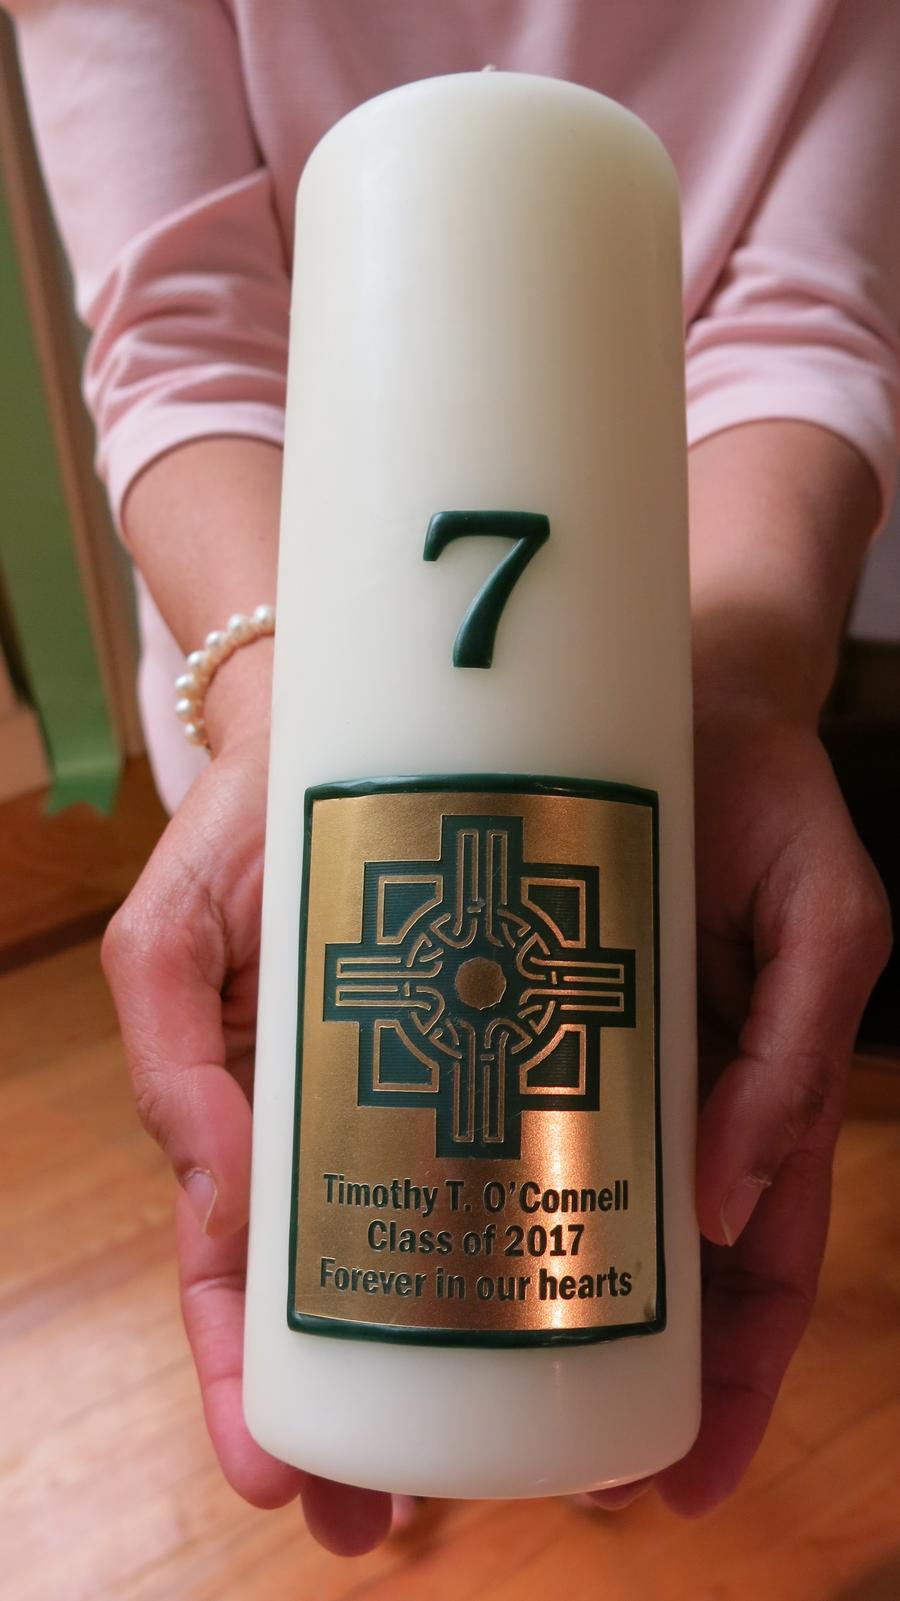 7
Timothy T. O'Connell
Class of 2017
Forever in our hearts